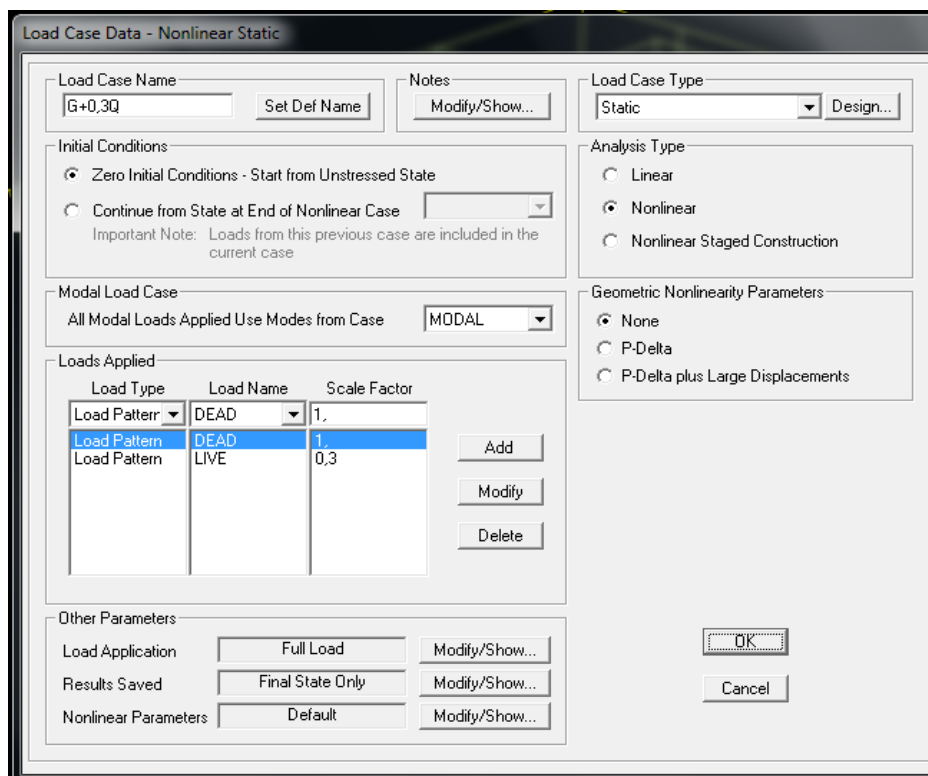 Load Case Data - Nonlinear Static
Load Case Name
G+0,3Q
Set Def Name
Notes
Modify/Show...
Load Case Type
Static
Design...
Initial Conditions
Zero Initial Conditions - Start from Unstressed State
Continue from State at End of Nonlinear Case
Important Note: Loads from this previous case are included in the
current case
Analysis Type
Linear
Nonlinear
Nonlinear Staged Construction
Modal Load Case
All Modal Loads Applied Use Modes from Case
MODAL
Geometric Nonlinearity Parameters
None
P-Delta
P-Delta plus Large Displacements
Loads Applied
Load Type Load Name Scale Factor
Load Pattern DEAD 1,
Load Pattern DEAD 1,
Load Pattern LIVE 0,3
Add
Modify
Delete
Other Parameters
Load Application Full Load Modify/Show...
Results Saved Final State Only Modify/Show...
Nonlinear Parameters Default Modify/Show...
OK
Cancel